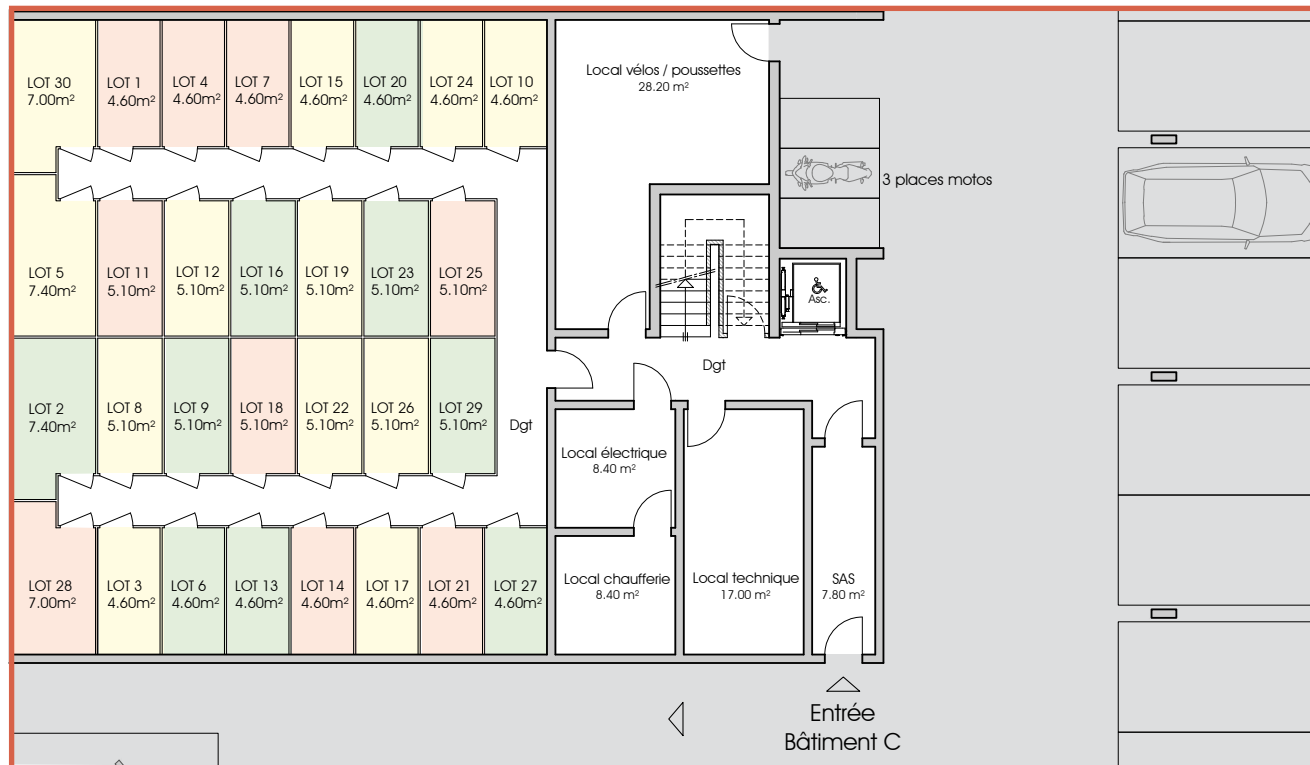 LOT 30
7.00m²
LOT 1
4.60m²
LOT 4
4.60m²
LOT 7
4.60m²
LOT 15
4.60m²
LOT 20
4.60m²
LOT 24
4.60m²
LOT 10
4.60m²
Local vélos / poussettes
28.20 m²
3 places motos
LOT 5
7.40m²
LOT 11
5.10m²
LOT 12
5.10m²
LOT 16
5.10m²
LOT 19
5.10m²
LOT 23
5.10m²
LOT 25
5.10m²
Asc.
Dgt
LOT 2
7.40m²
LOT 8
5.10m²
LOT 9
5.10m²
LOT 18
5.10m²
LOT 22
5.10m²
LOT 26
5.10m²
LOT 29
5.10m²
Dgt
Local électrique
8.40 m²
LOT 28
7.00m²
LOT 3
4.60m²
LOT 6
4.60m²
LOT 13
4.60m²
LOT 14
4.60m²
LOT 17
4.60m²
LOT 21
4.60m²
LOT 27
4.60m²
Local chaufferie
8.40 m²
Local technique
17.00 m²
SAS
7.80 m²
Entrée
Bâtiment C